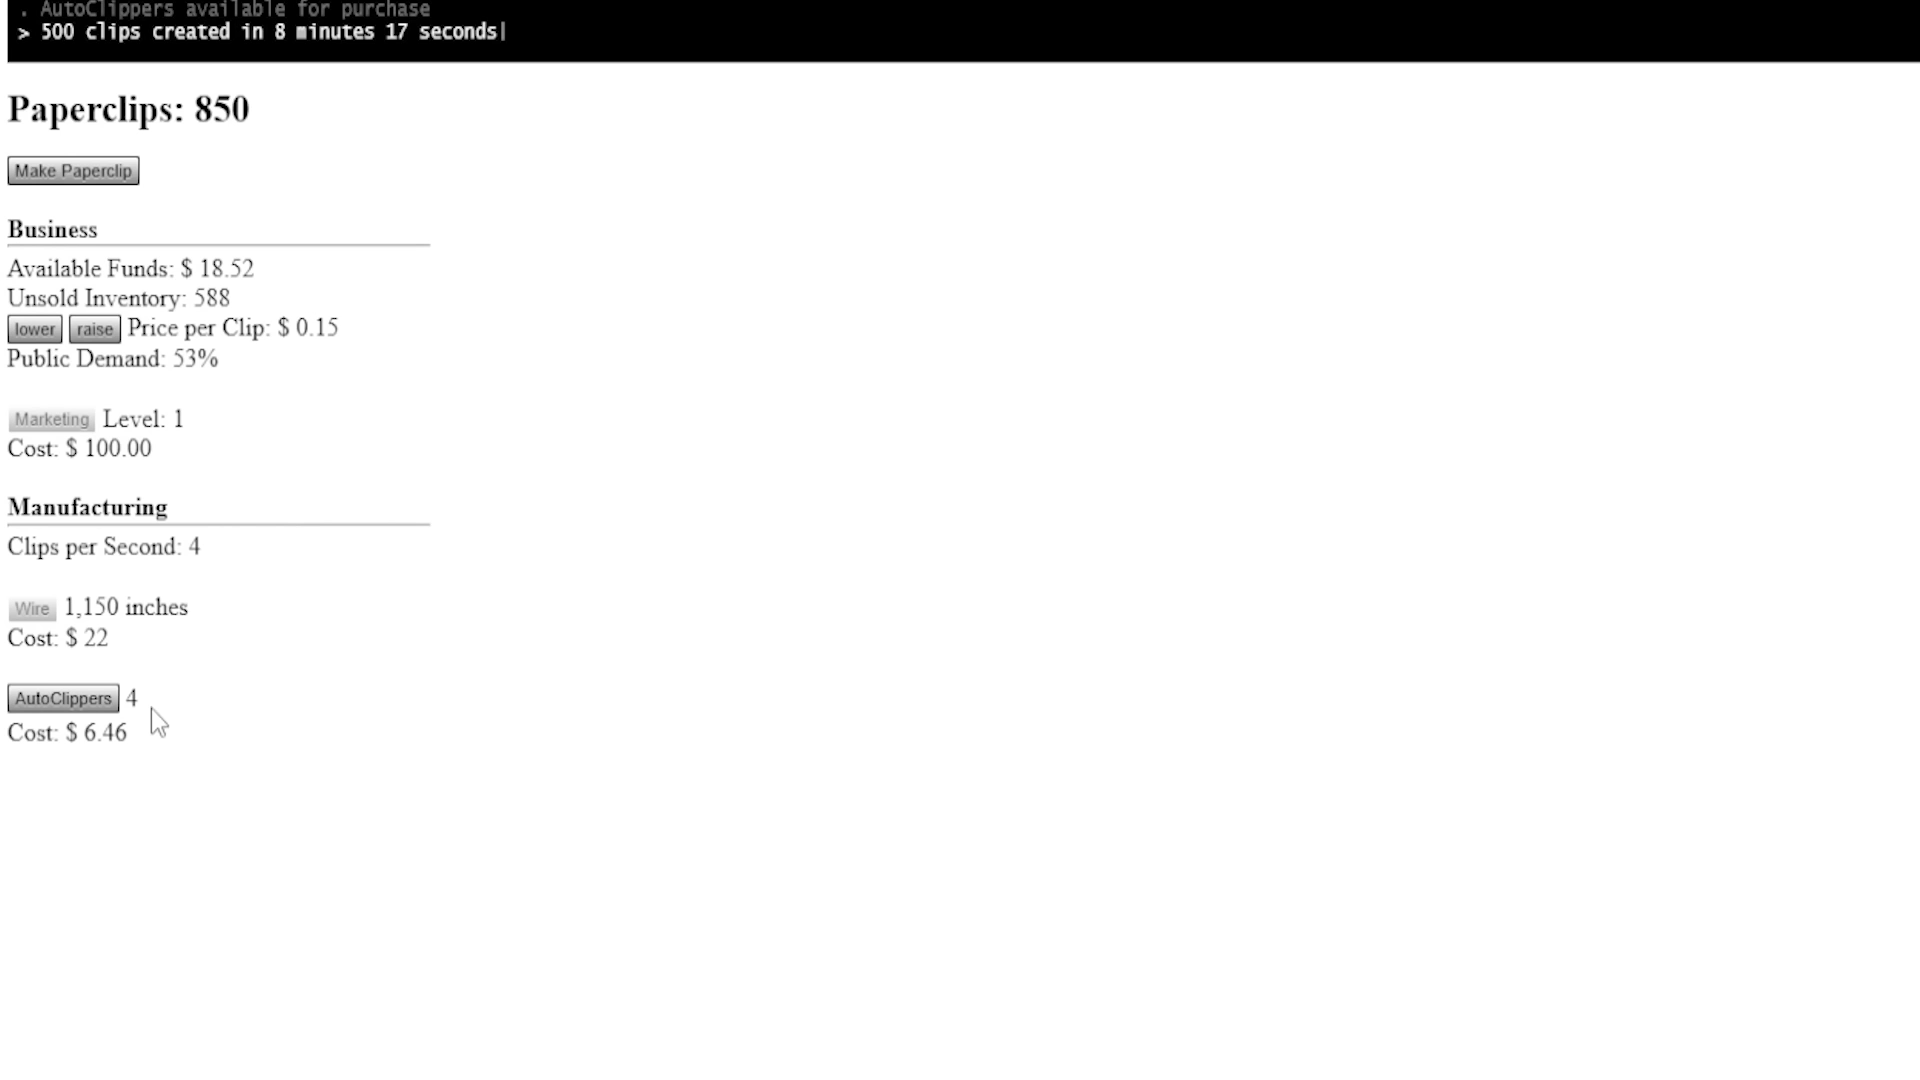 . AutoClippers available for purchase
> 500 clips created in 8 minutes 17 seconds|
Paperclips: 850
Make Paperclip
Business
Available Funds: $ 18.52
Unsold Inventory: 588
lower raise Price per Clip: $ 0.15
Public Demand: 53%
Marketing Level: 1
Cost: $ 100.00
Manufacturing
Clips per Second: 4
Wire 1,150 inches
Cost: $ 22
AutoClippers 4
Cost: $ 6.46